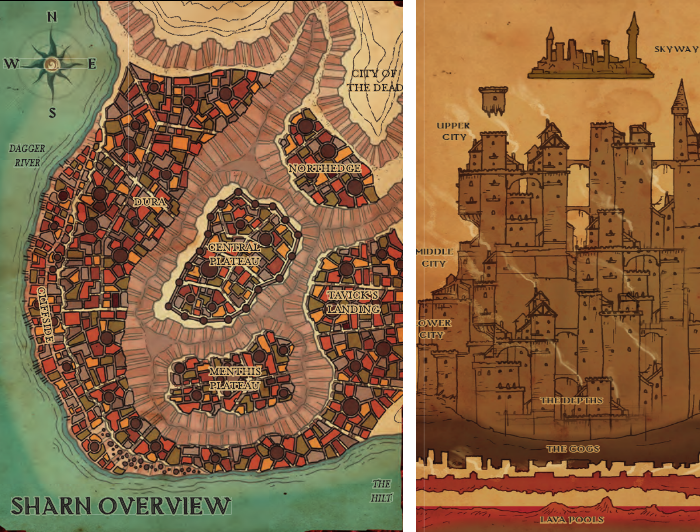 N
W
E
S
CITY OF
THE DEAD
DAGGER
RIVER
NORTHEDGE
DURA
CENTRAL
PLATEAU
CLIFFSIDE
TAVICK'S
LANDING
MENTHIS
PLATEAU
THE
HILT
SHARN OVERVIEW
SKYWAY
UPPER
CITY
MIDDLE
CITY
OWER
CITY
THE DEPTHS
THE COGS
LAVA POOLS